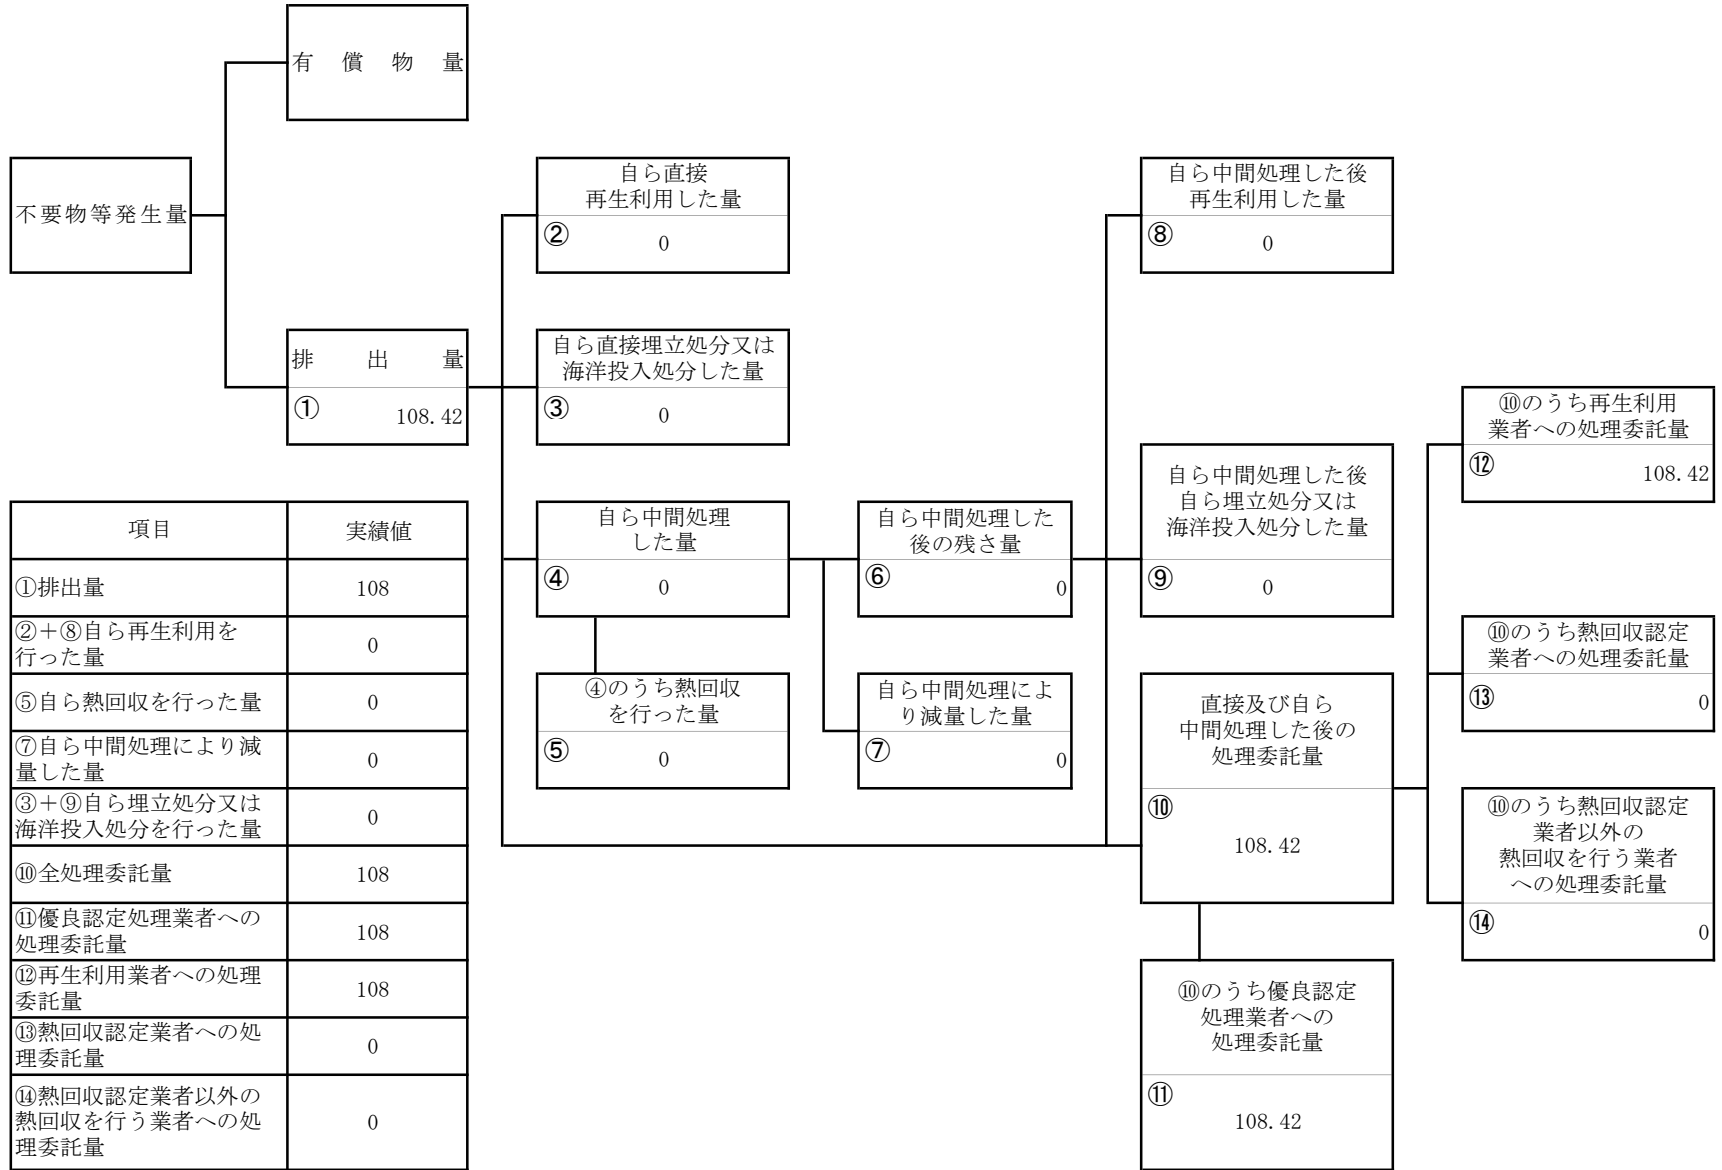 有償物量
不要物等発生量
排出量
① 108.42
自ら直接
再生利用した量
② 0
自ら直接埋立処分又は
海洋投入処分した量
③ 0
自ら中間処理
した量
④ 0
④のうち熱回収
を行った量
⑤ 0
自ら中間処理した
後の残さ量
⑥ 0
自ら中間処理によ
り減量した量
⑦ 0
自ら中間処理した後
再生利用した量
⑧ 0
自ら中間処理した後
自ら埋立処分又は
海洋投入処分した量
⑨ 0
直接及び自ら
中間処理した後の
処理委託量
⑩
108.42
⑩のうち優良認定
処理業者への
処理委託量
⑪
108.42
⑩のうち再生利用
業者への処理委託量
⑫ 108.42
⑩のうち熱回収認定
業者への処理委託量
⑬ 0
⑩のうち熱回収認定
業者以外の
熱回収を行う業者
への処理委託量
⑭ 0
項目 実績値
①排出量 108
②+⑧自ら再生利用を
行った量 0
⑤自ら熱回収を行った量 0
⑦自ら中間処理により減
量した量 0
③+⑨自ら埋立処分又は
海洋投入処分を行った量 0
⑩全処理委託量 108
⑪優良認定処理業者への
処理委託量 108
⑫再生利用業者への処理
委託量 108
⑬熱回収認定業者への処
理委託量 0
⑭熱回収認定業者以外の
熱回収を行う業者への処
理委託量 0